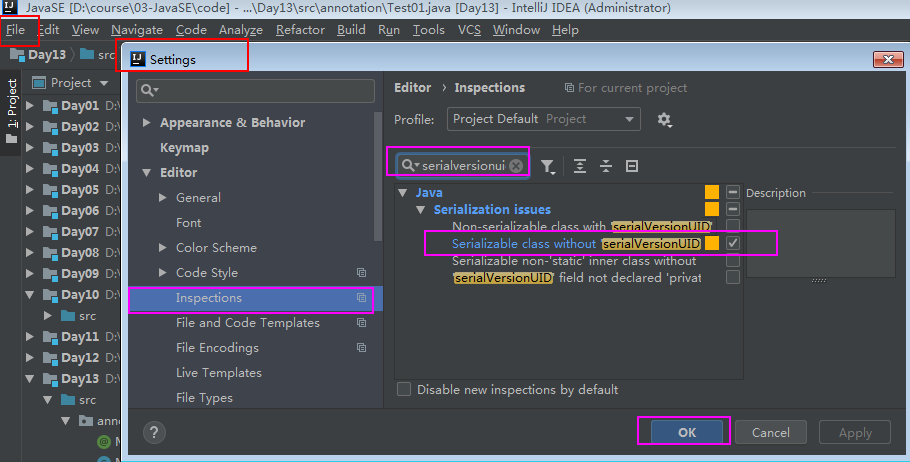 JavaSE [D:\course\03-JavaSE\code] - ...\Day13\src\annotation\Test01.java [Day13] - IntelliJ IDEA (Administrator)
File Edit View Navigate Code Analyze Refactor Build Run Tools VCS Window Help
Day13 src
Settings
1: Project
Project
Day01 D:\
Day02 D:\
Day03 D:\
Day04 D:\
Day05 D:\
Day06 D:\
Day07 D:\
Day08 D:\
Day09 D:\
Day10 D:\
src
Day11 D:\
Day12 D:\
Day13 D:\
src
Appearance & Behavior
Keymap
Editor
General
Font
Color Scheme
Code Style
Inspections
File and Code Templates
File Encodings
Live Templates
File Types
?
Editor › Inspections For current project
Profile: Project Default Project
serialversionui
Java
Serialization issues
Non-serializable class with 'serialVersionUID'
Serializable class without 'serialVersionUID'
Serializable non-'static' inner class without
'serialVersionUID' field not declared 'privat
Description
Disable new inspections by default
OK Cancel Apply